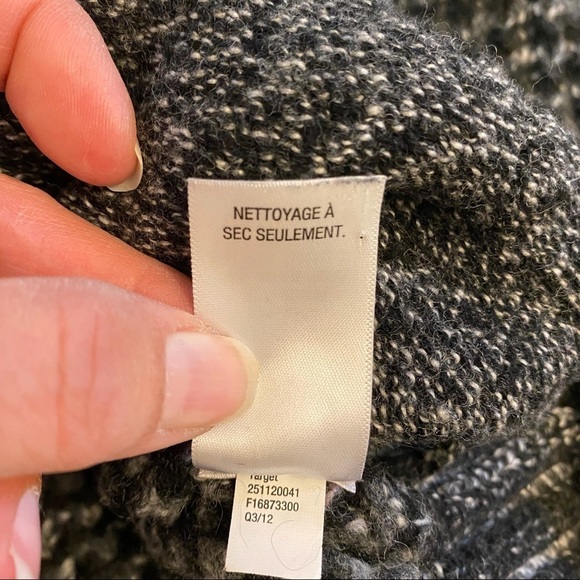 NETTOYAGE À
SEC SEULEMENT.
Target
251120041
F16873300
Q3/12